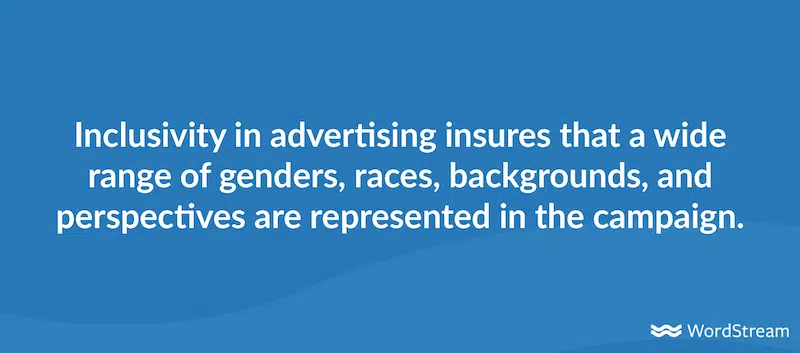 Inclusivity in advertising insures that a wide
range of genders, races, backgrounds, and
perspectives are represented in the campaign.
WordStream